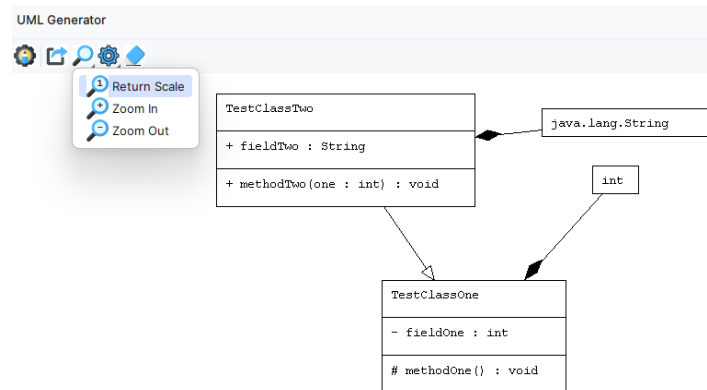 UML Generator
1 Return Scale
+ Zoom In
- Zoom Out
TestClassTwo
+ fieldTwo : String
+ methodTwo(one : int) : void
java.lang.String
int
TestClassOne
- fieldOne : int
# methodOne() : void